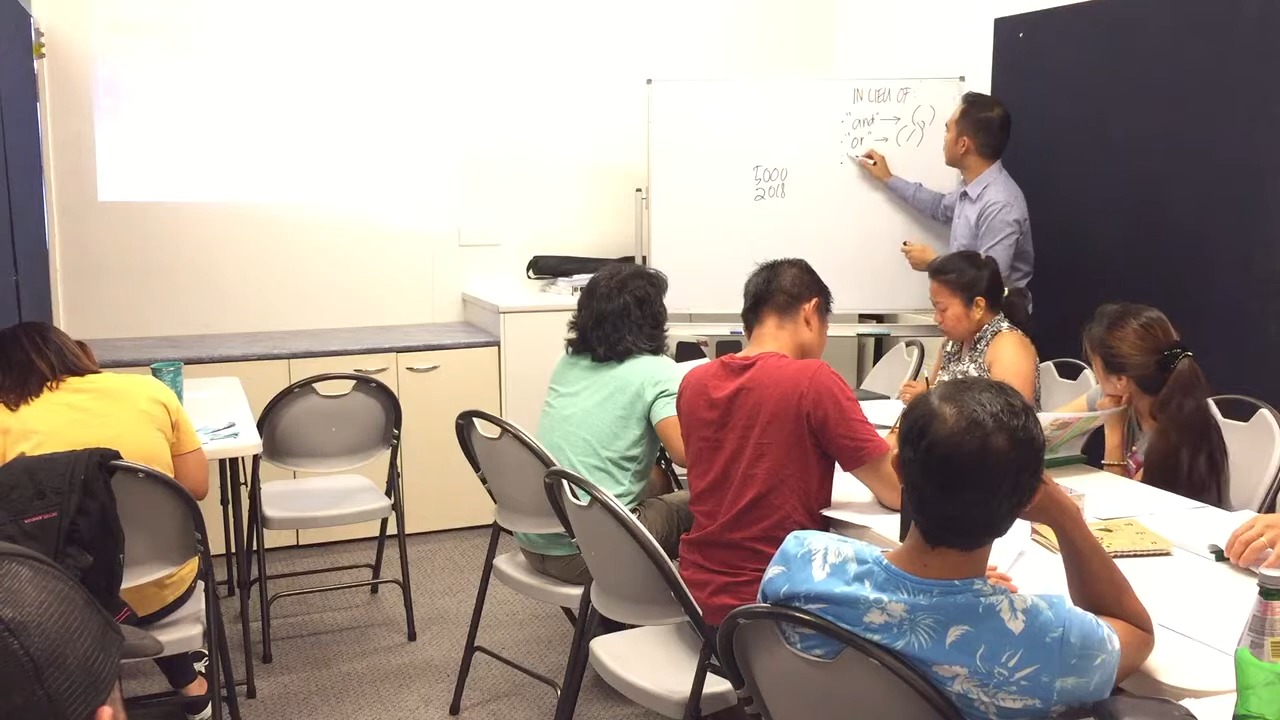 IN LIEU OF:
• "and" → ( , )
• "or" → ( / )
•
5000
2018